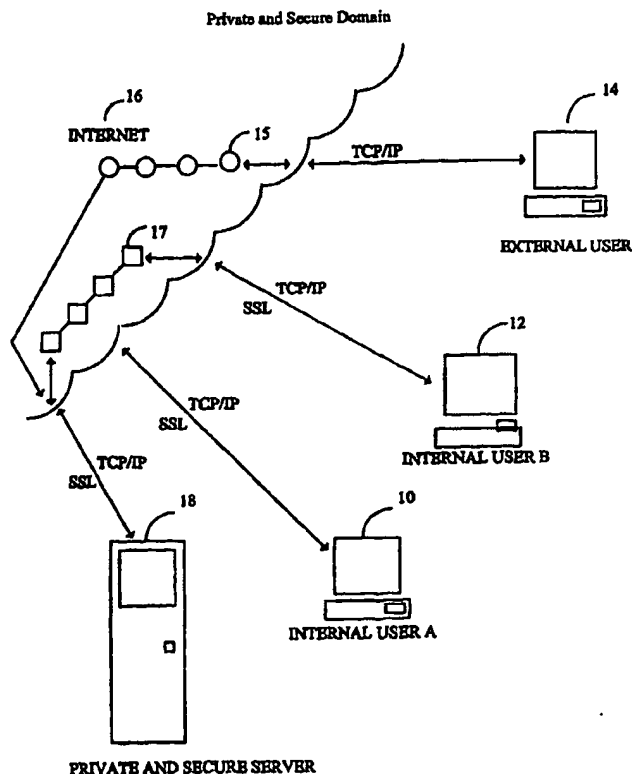 Private and Secure Domain
16
INTERNET
15
TCP/IP
14
EXTERNAL USER
17
TCP/IP
SSL
12
INTERNAL USER B
TCP/IP
SSL
TCP/IP
SSL
18
10
INTERNAL USER A
PRIVATE AND SECURE SERVER